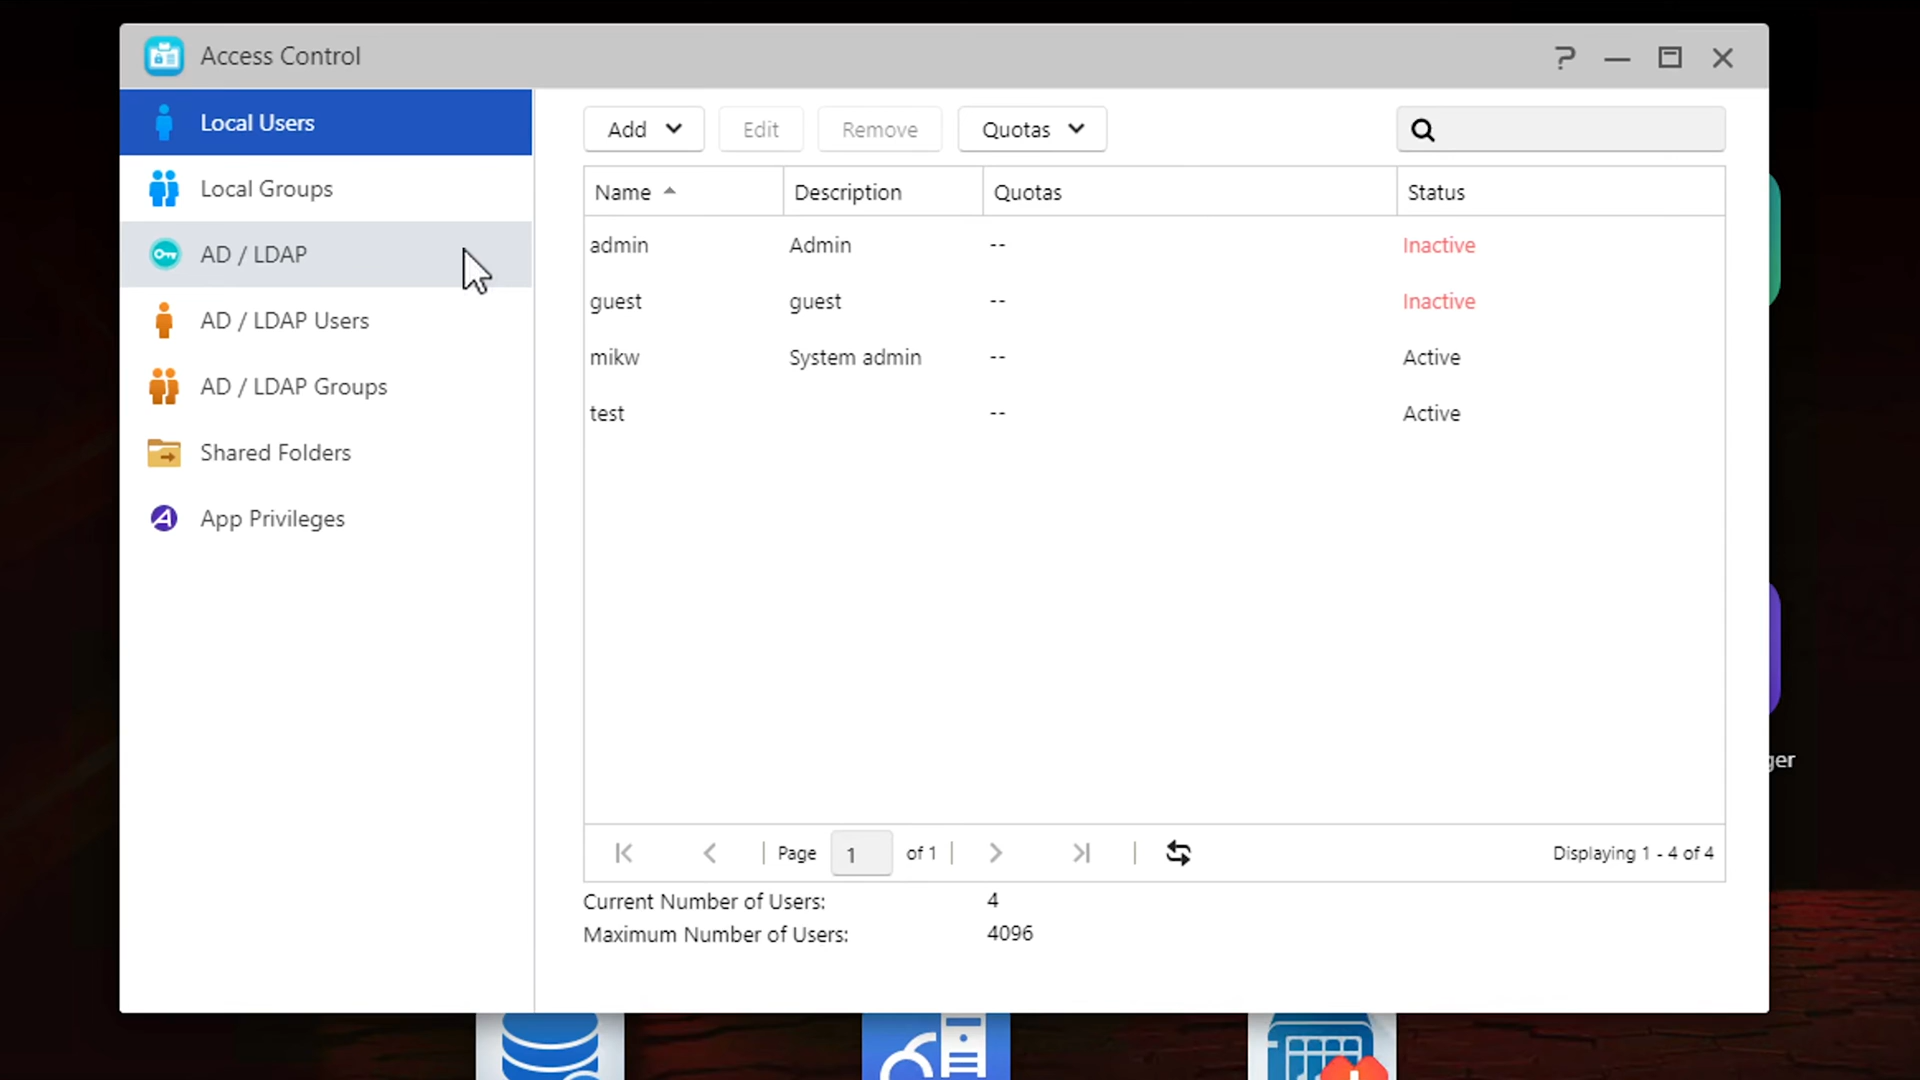 Access Control
Local Users
Local Groups
AD / LDAP
AD / LDAP Users
AD / LDAP Groups
Shared Folders
App Privileges
Add Edit Remove Quotas
Name Description Quotas Status
admin Admin -- Inactive
guest guest -- Inactive
mikw System admin -- Active
test -- Active
Page 1 of 1 Displaying 1 - 4 of 4
Current Number of Users: 4
Maximum Number of Users: 4096
ger